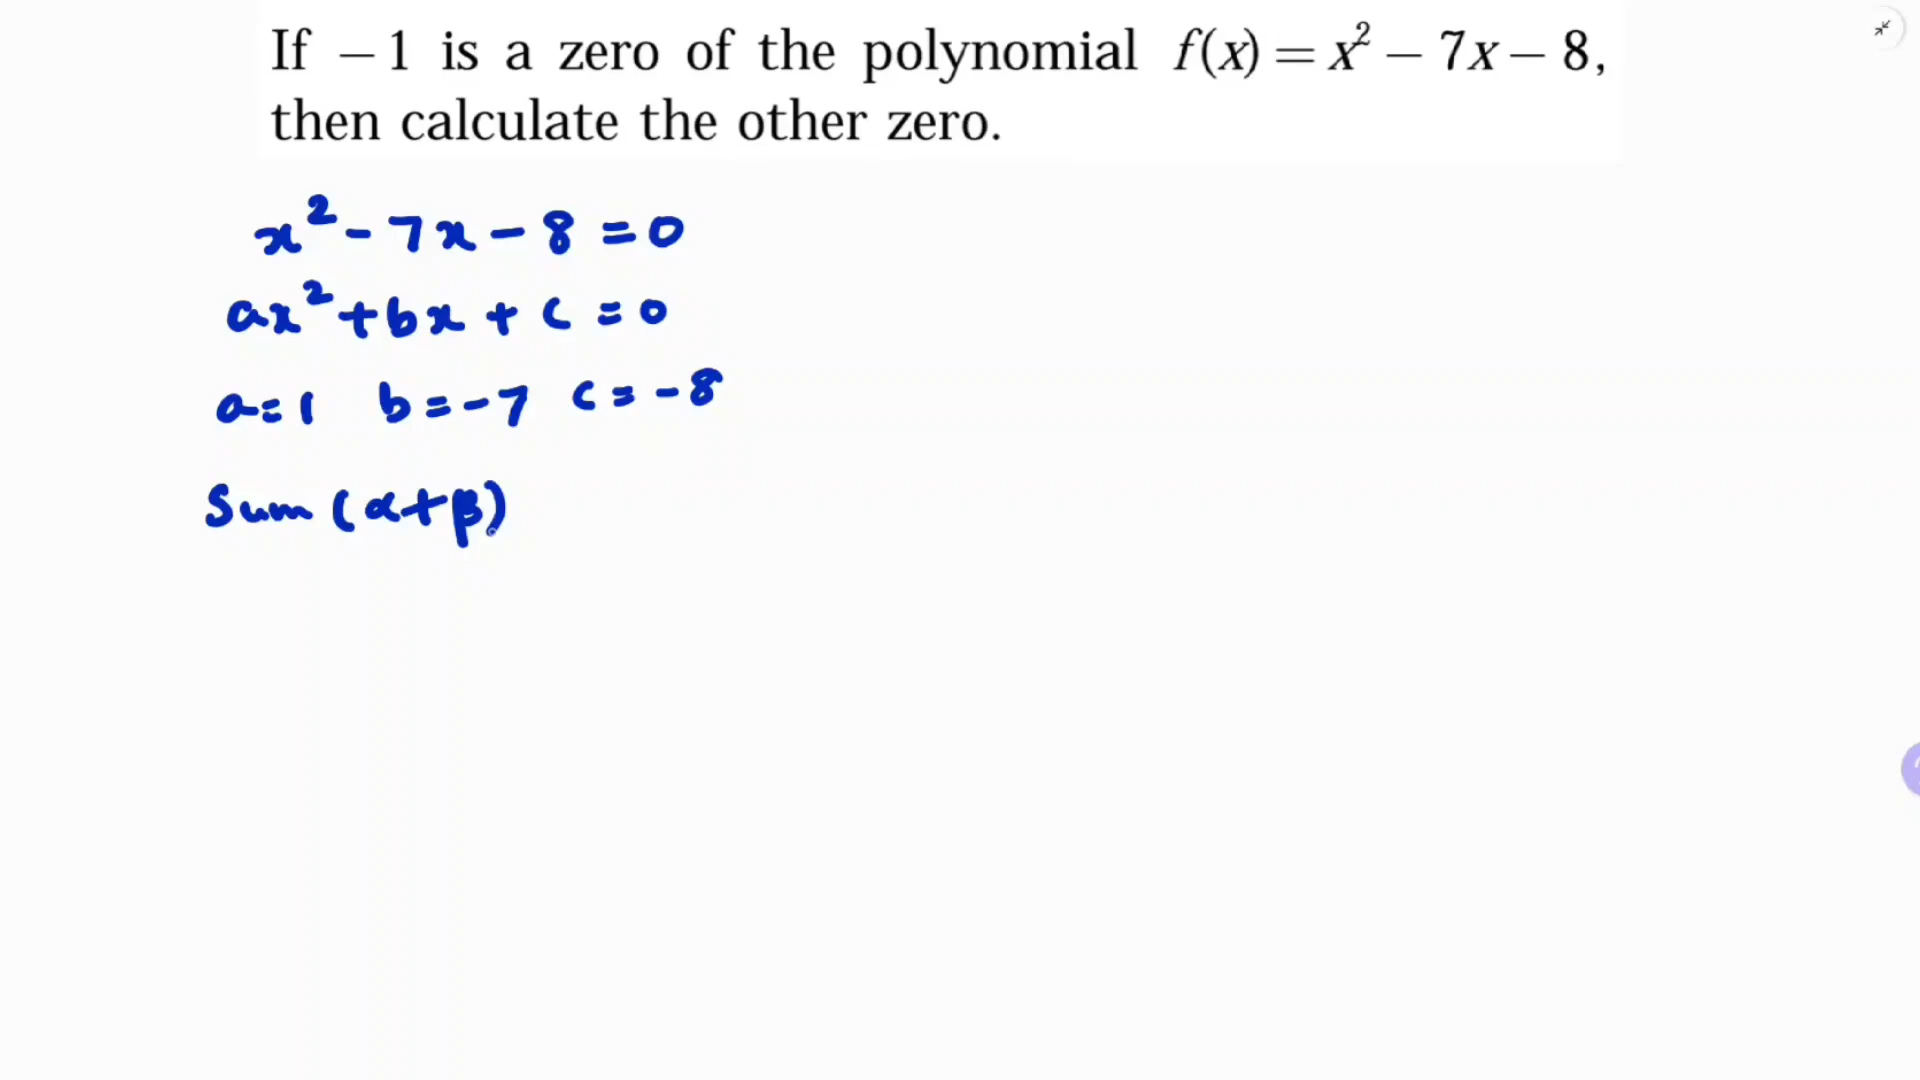 If −1 is a zero of the polynomial f(x) = x² − 7x − 8,
then calculate the other zero.
x² - 7x - 8 = 0
ax² + bx + c = 0
a = 1 b = -7 c = -8
Sum (α+β)